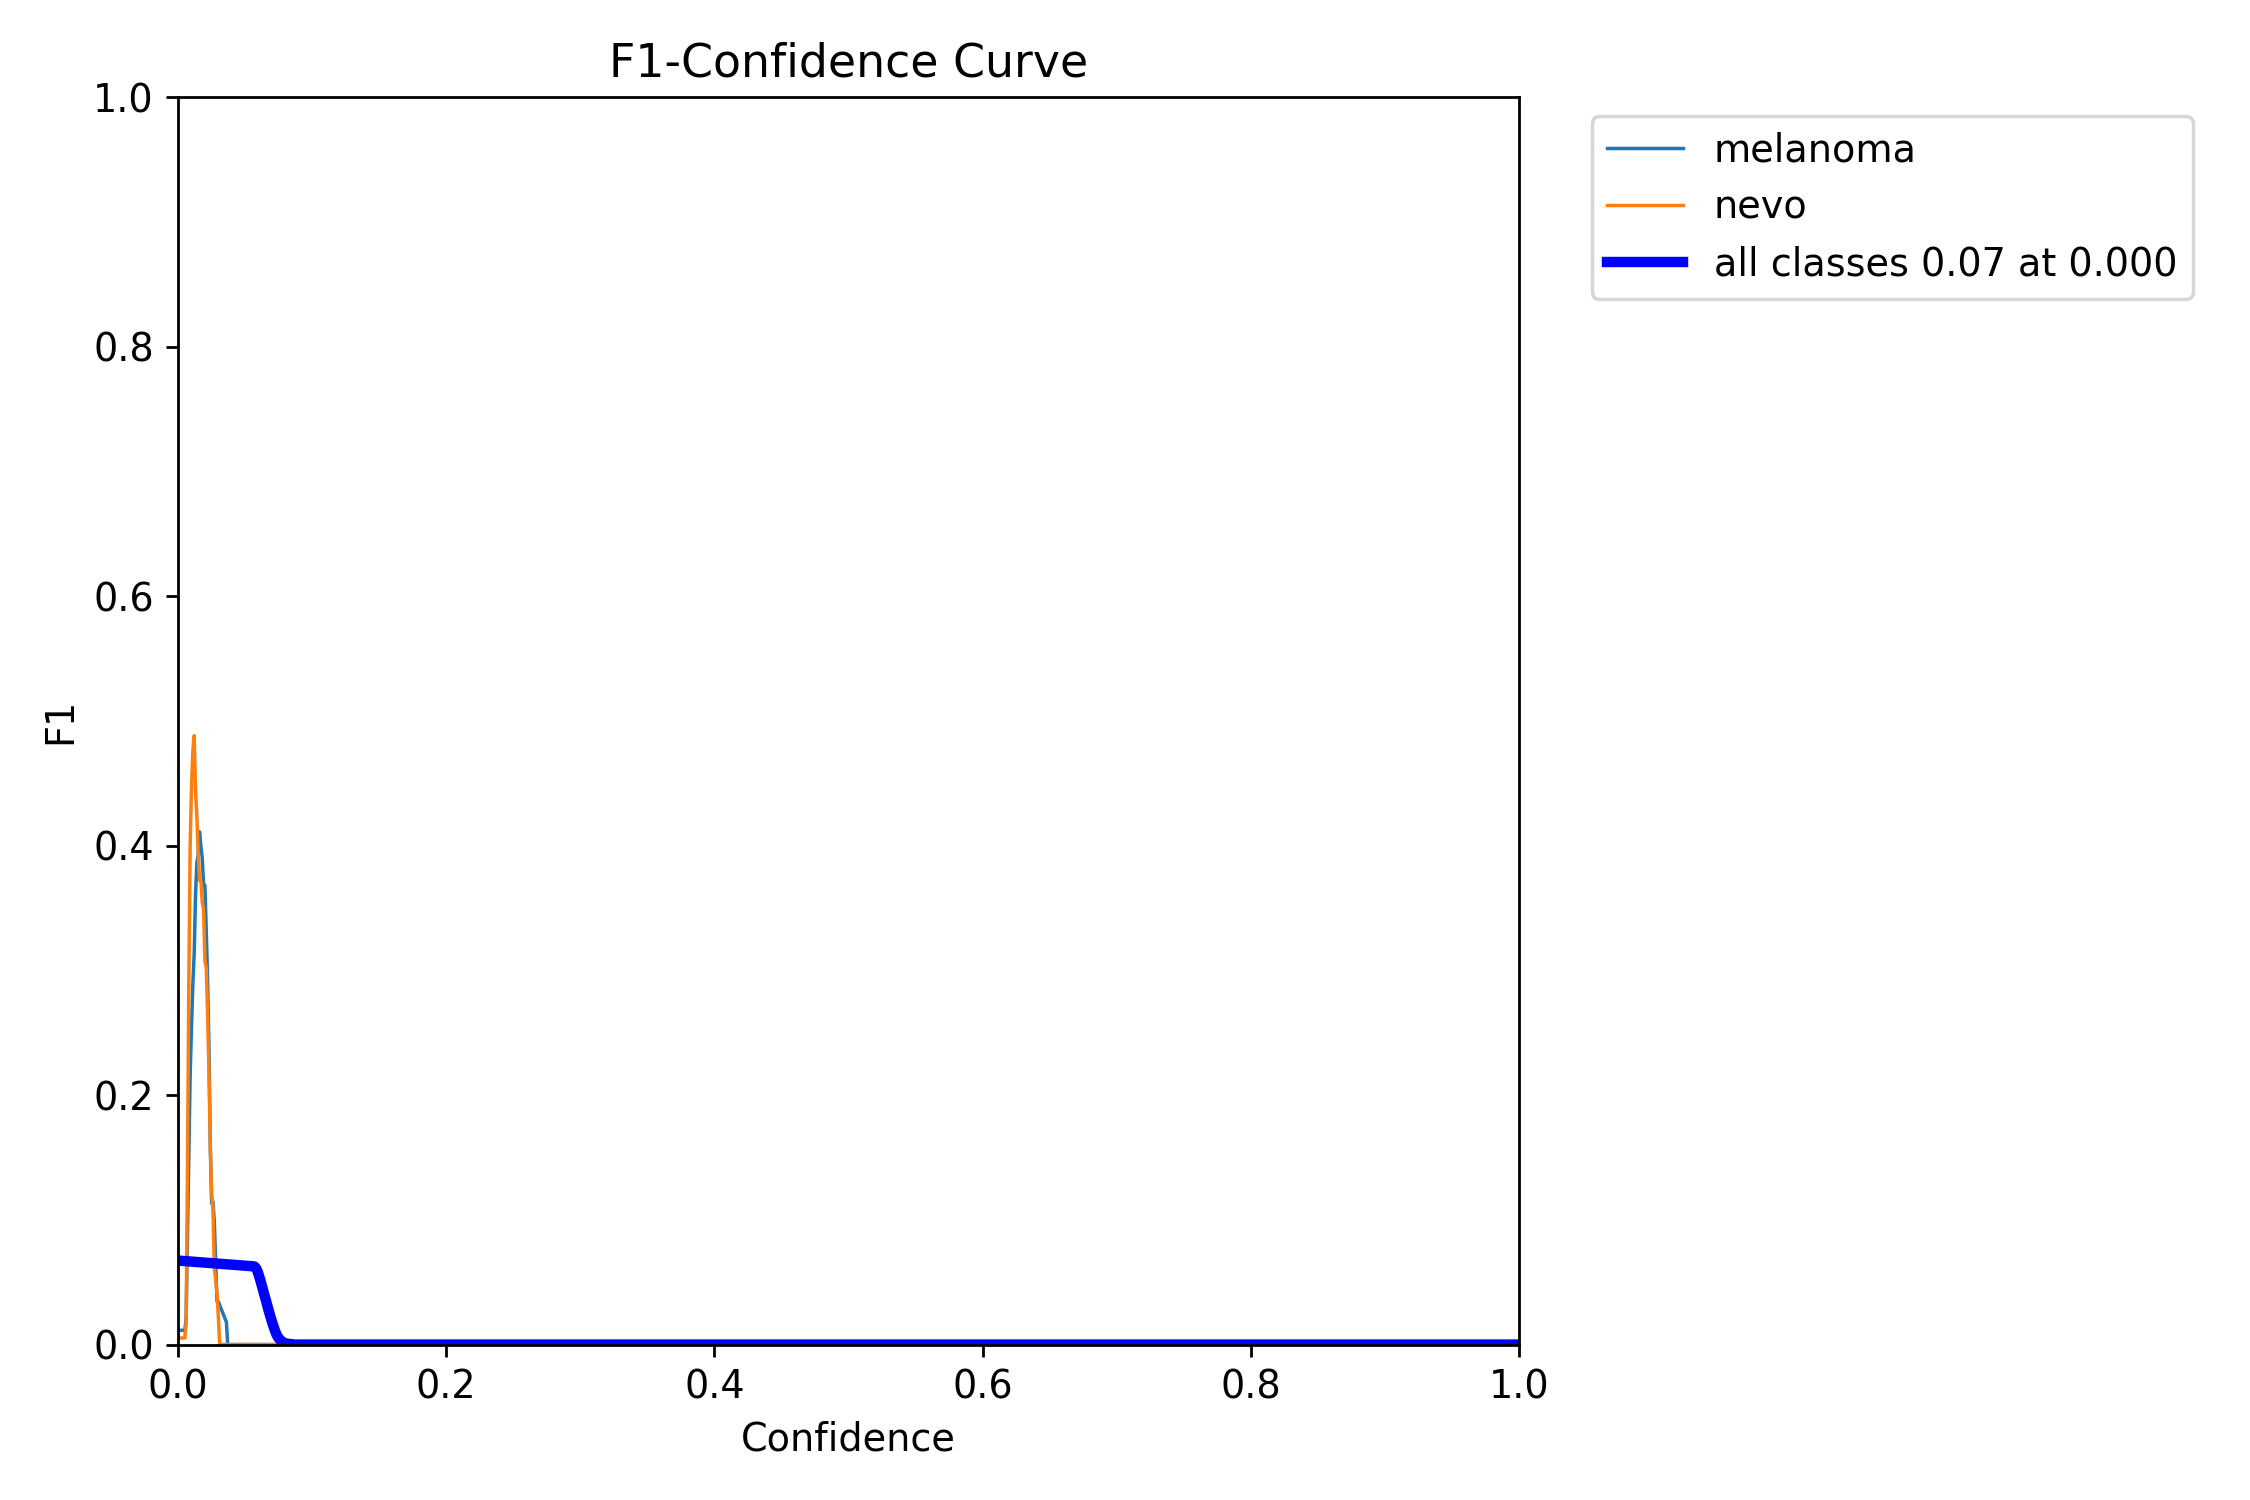 F1-Confidence Curve
1.0
0.8
0.6
0.4
0.2
0.0
F1
0.0 0.2 0.4 0.6 0.8 1.0
Confidence
melanoma
nevo
all classes 0.07 at 0.000